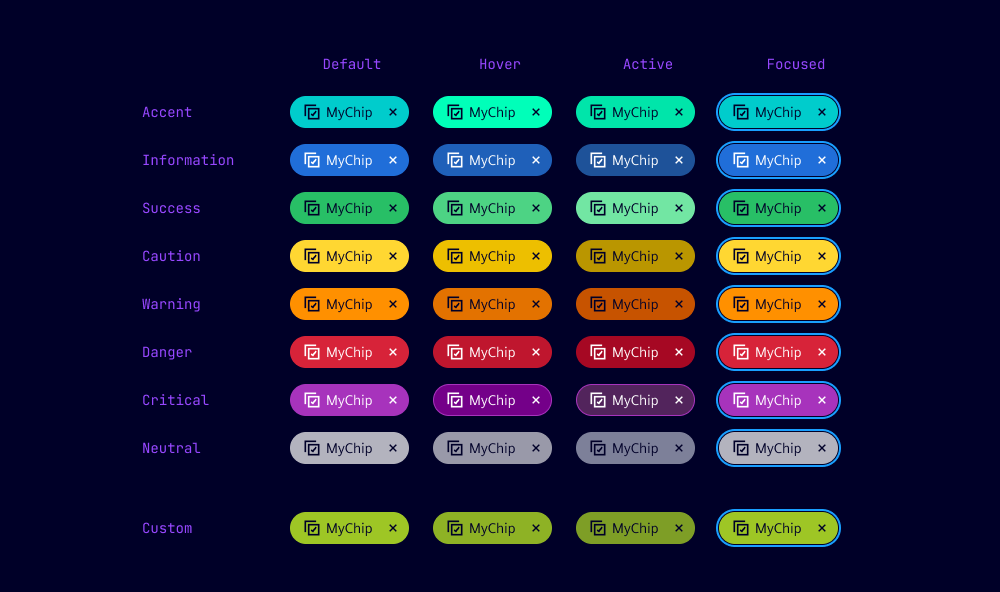 Default Hover Active Focused
Accent MyChip × MyChip × MyChip × MyChip ×
Information MyChip × MyChip × MyChip × MyChip ×
Success MyChip × MyChip × MyChip × MyChip ×
Caution MyChip × MyChip × MyChip × MyChip ×
Warning MyChip × MyChip × MyChip × MyChip ×
Danger MyChip × MyChip × MyChip × MyChip ×
Critical MyChip × MyChip × MyChip × MyChip ×
Neutral MyChip × MyChip × MyChip × MyChip ×
Custom MyChip × MyChip × MyChip × MyChip ×